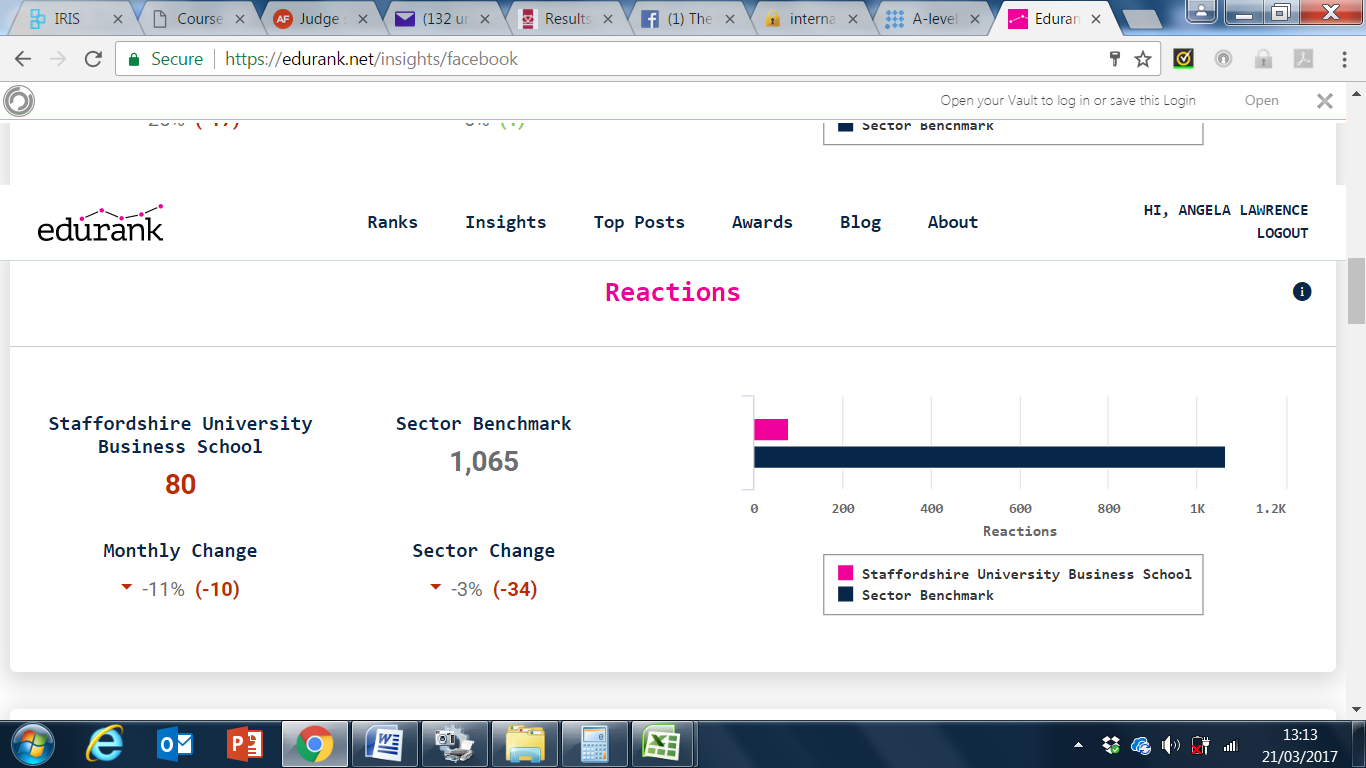 IRIS
Course
Judge
(132 u
Results
(1) The
interna
A-level
Eduran
Secure
https://edurank.net/insights/facebook
Open your Vault to log in or save this Login
Open
Sector Benchmark
edurank
Ranks
Insights
Top Posts
Awards
Blog
About
HI, ANGELA LAWRENCE
LOGOUT
Reactions
Staffordshire University
Business School
80
Sector Benchmark
1,065
Monthly Change
-11% (-10)
Sector Change
-3% (-34)
0 200 400 600 800 1K 1.2K
Reactions
Staffordshire University Business School
Sector Benchmark
13:13
21/03/2017